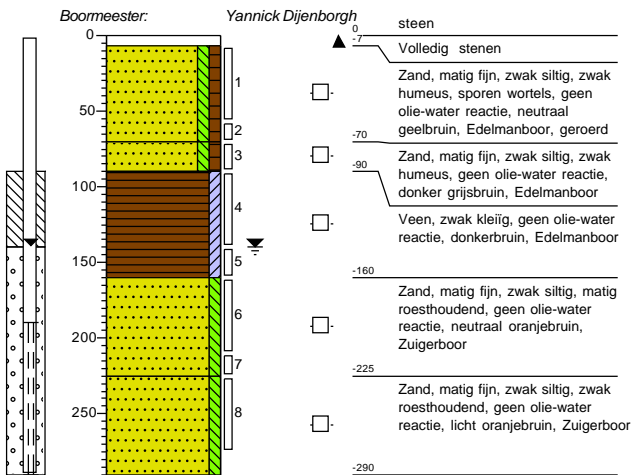 Boormeester: Yannick Dijenborgh
0
50
100
150
200
250
1
2
3
4
5
6
7
8
0
steen
-7
Volledig stenen
Zand, matig fijn, zwak siltig, zwak
humeus, sporen wortels, geen
olie-water reactie, neutraal
geelbruin, Edelmanboor, geroerd
-70
Zand, matig fijn, zwak siltig, zwak
humeus, geen olie-water reactie,
donker grijsbruin, Edelmanboor
-90
Veen, zwak kleiïg, geen olie-water
reactie, donkerbruin, Edelmanboor
-160
Zand, matig fijn, zwak siltig, matig
roesthoudend, geen olie-water
reactie, neutraal oranjebruin,
Zuigerboor
-225
Zand, matig fijn, zwak siltig, zwak
roesthoudend, geen olie-water
reactie, licht oranjebruin, Zuigerboor
-290